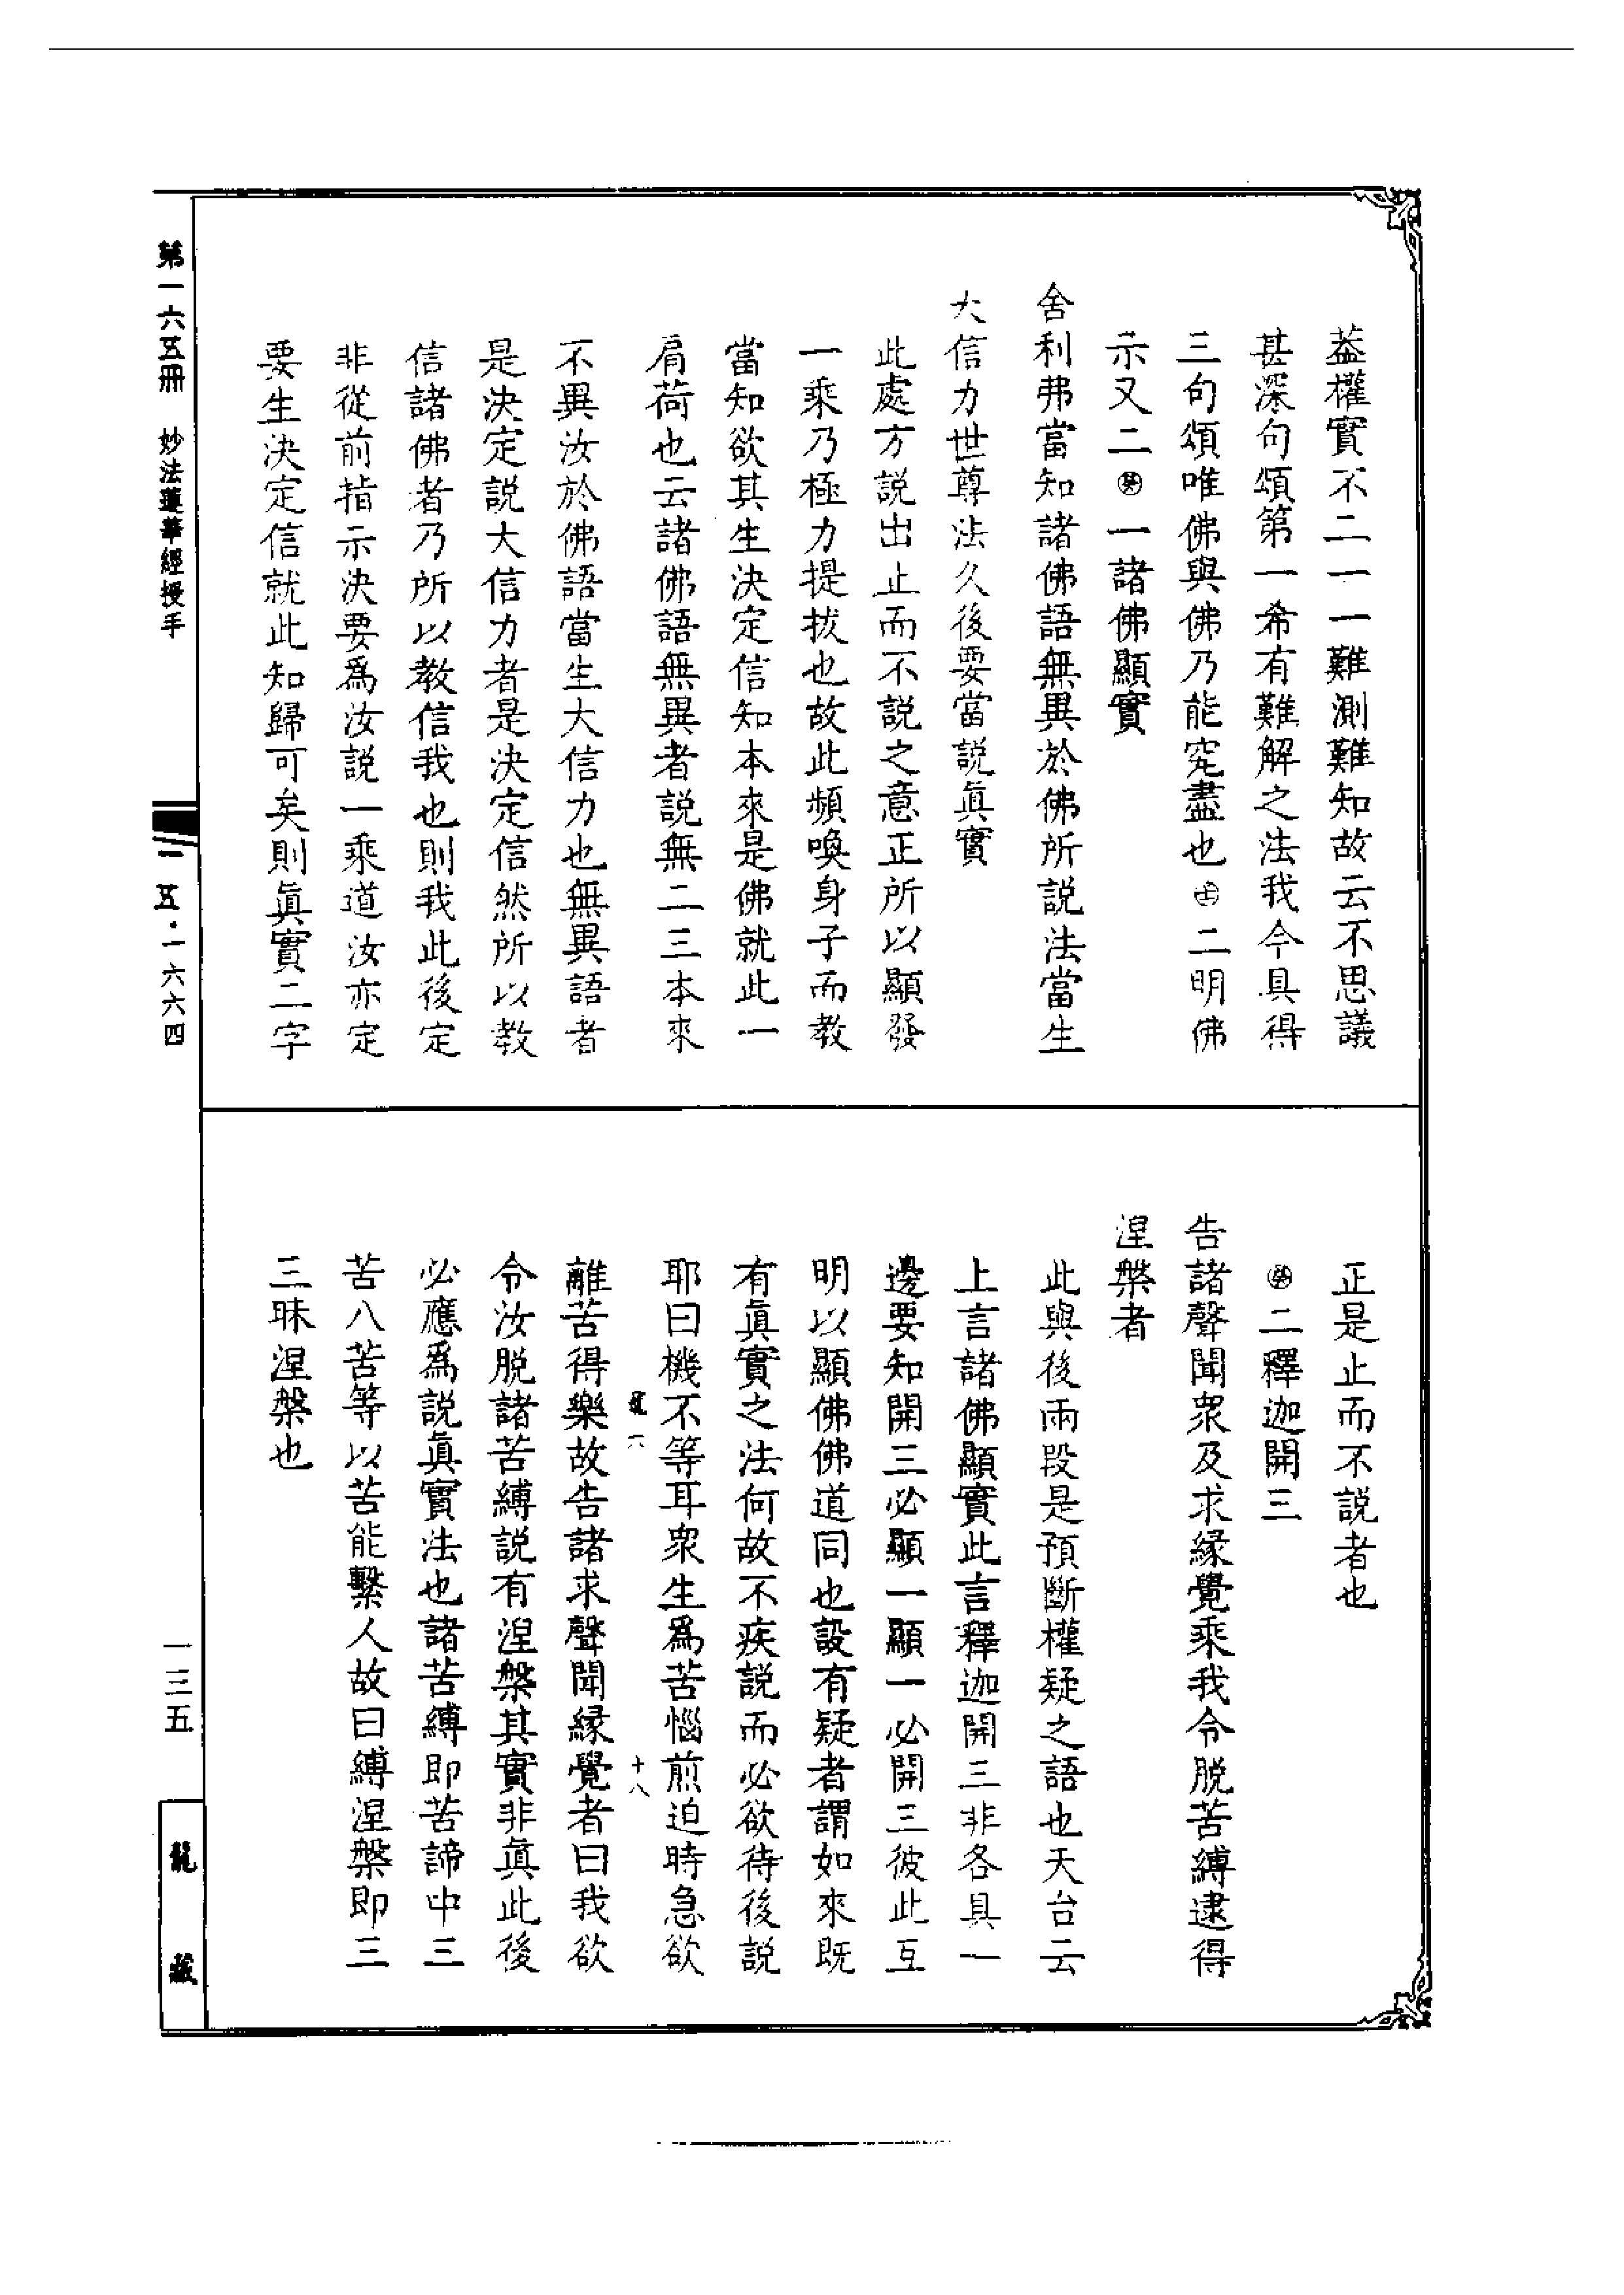 葢權實不二一一難測難知故云不思議
甚深句頌第一希有難解之法我今具得
三句頌唯佛與佛乃能究盡也㊏二明佛
示又二 一諸佛顯實
舍利弗當知諸佛語無異於佛所説法當生
大信力世尊法久後要當説眞實
此處方説出止而不説之意正所以顯發
一乘乃極力提拔也故此頻喚身子而教
當知欲其生決定信知本來是佛就此一
肩荷也云諸佛語無異者説無二三本來
不異汝於佛語當生大信力也無異語者
是決定説大信力者是決定信然所以教
信諸佛者乃所以教信我也則我此後定
非從前指示決要爲汝説一乘道汝亦定
要生決定信就此知歸可矣則眞實二字
正是止而不説者也
二釋迦開三
告諸聲聞衆及求緣覺乘我令脱苦縛逮得
涅槃者
此與後兩段是預斷權疑之語也天台云
上言諸佛顯實此言釋迦開三非各具一
邊要知開三必顯一顯一必開三彼此互
明以顯佛佛道同也設有疑者謂如來既
有眞實之法何故不疾説而必欲待後説
耶曰機不等耳衆生爲苦惱煎迫時急欲
六 十八
離苦得樂故告諸求聲聞緣覺者曰我欲
令汝脱諸苦縛説有涅槃其實非眞此後
必應爲説眞實法也諸苦縛即苦諦中三
苦八苦等以苦能繫人故曰縛涅槃即三
三昧涅槃也
第一六五冊 妙法蓮華經授手
一五·一六六四
一三五
龍藏